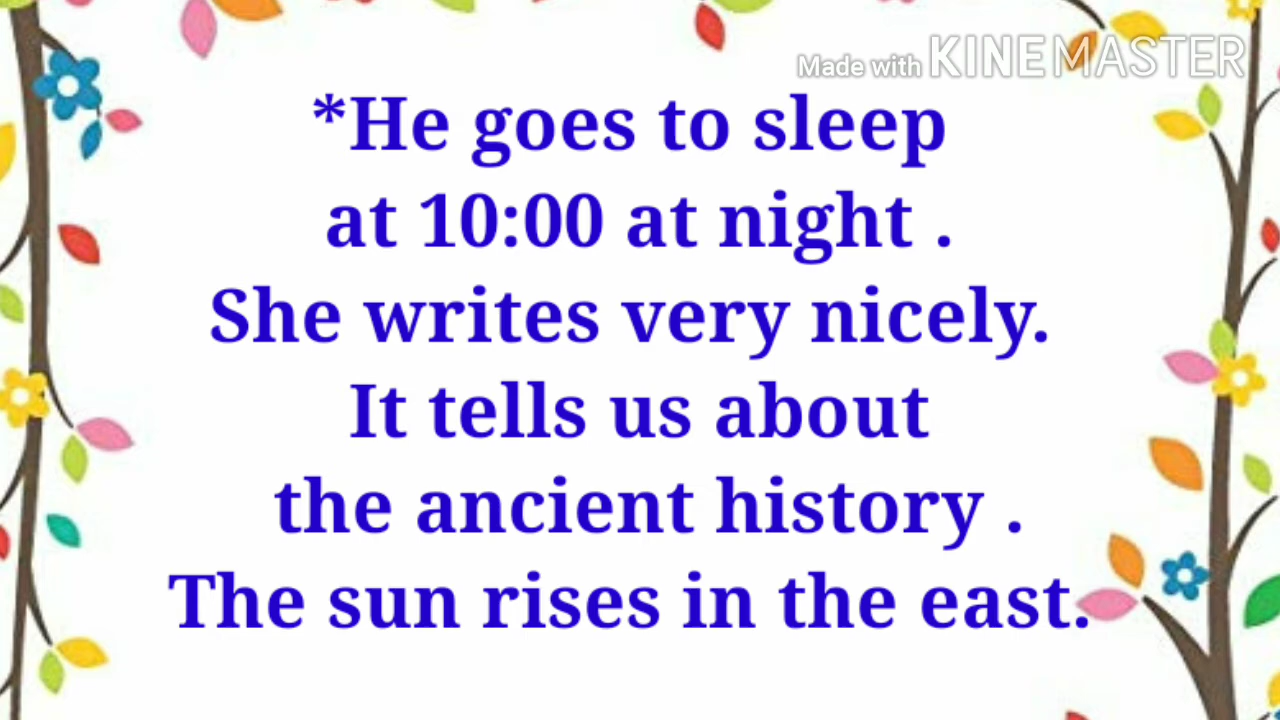 Made with KINEMASTER
*He goes to sleep
at 10:00 at night .
She writes very nicely.
It tells us about
the ancient history .
The sun rises in the east.